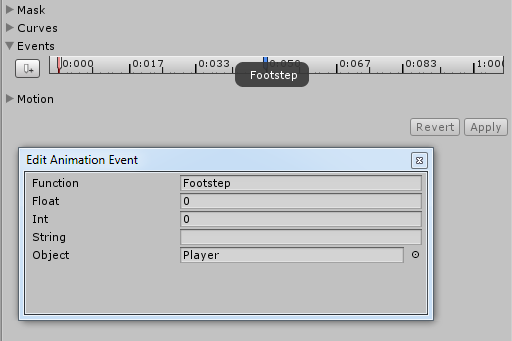 Mask
Curves
Events
0:000 0:017 0:033 0:050 0:067 0:083 1:000
Footstep
Motion
Revert Apply
Edit Animation Event
Function Footstep
Float 0
Int 0
String
Object Player